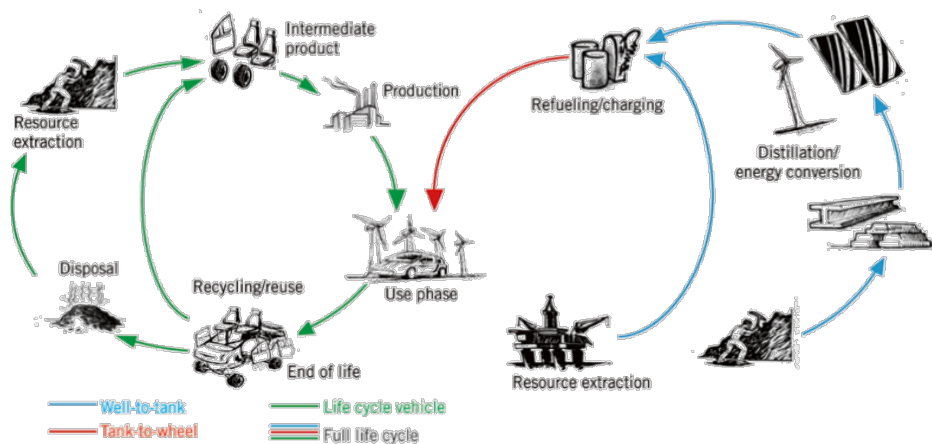 Intermediate
product
Resource
extraction
Production
Refueling/charging
Distillation/
energy conversion
Disposal
Recycling/reuse
Use phase
End of life
Resource extraction
Well-to-tank
Life cycle vehicle
Tank-to-wheel
Full life cycle